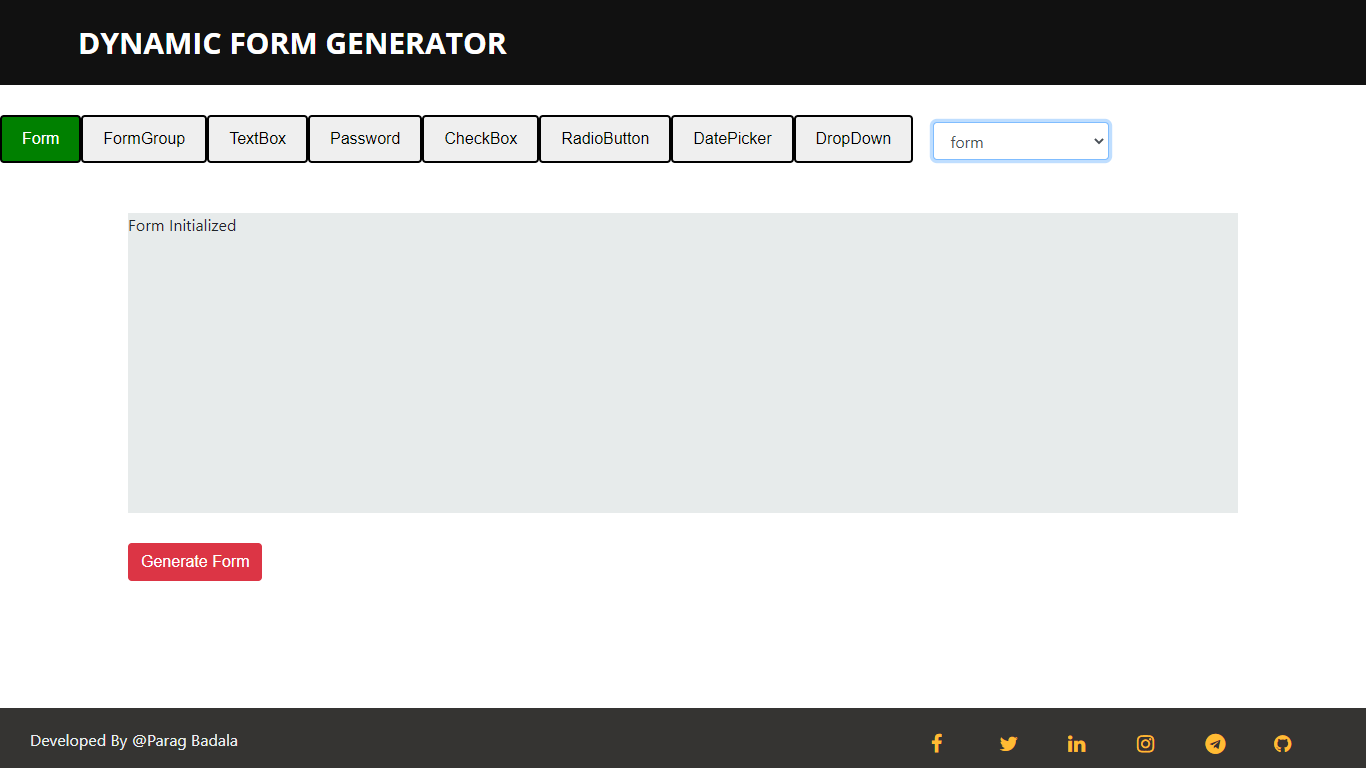 DYNAMIC FORM GENERATOR
Form FormGroup TextBox Password CheckBox RadioButton DatePicker DropDown form
Form Initialized
Generate Form
Developed By @Parag Badala